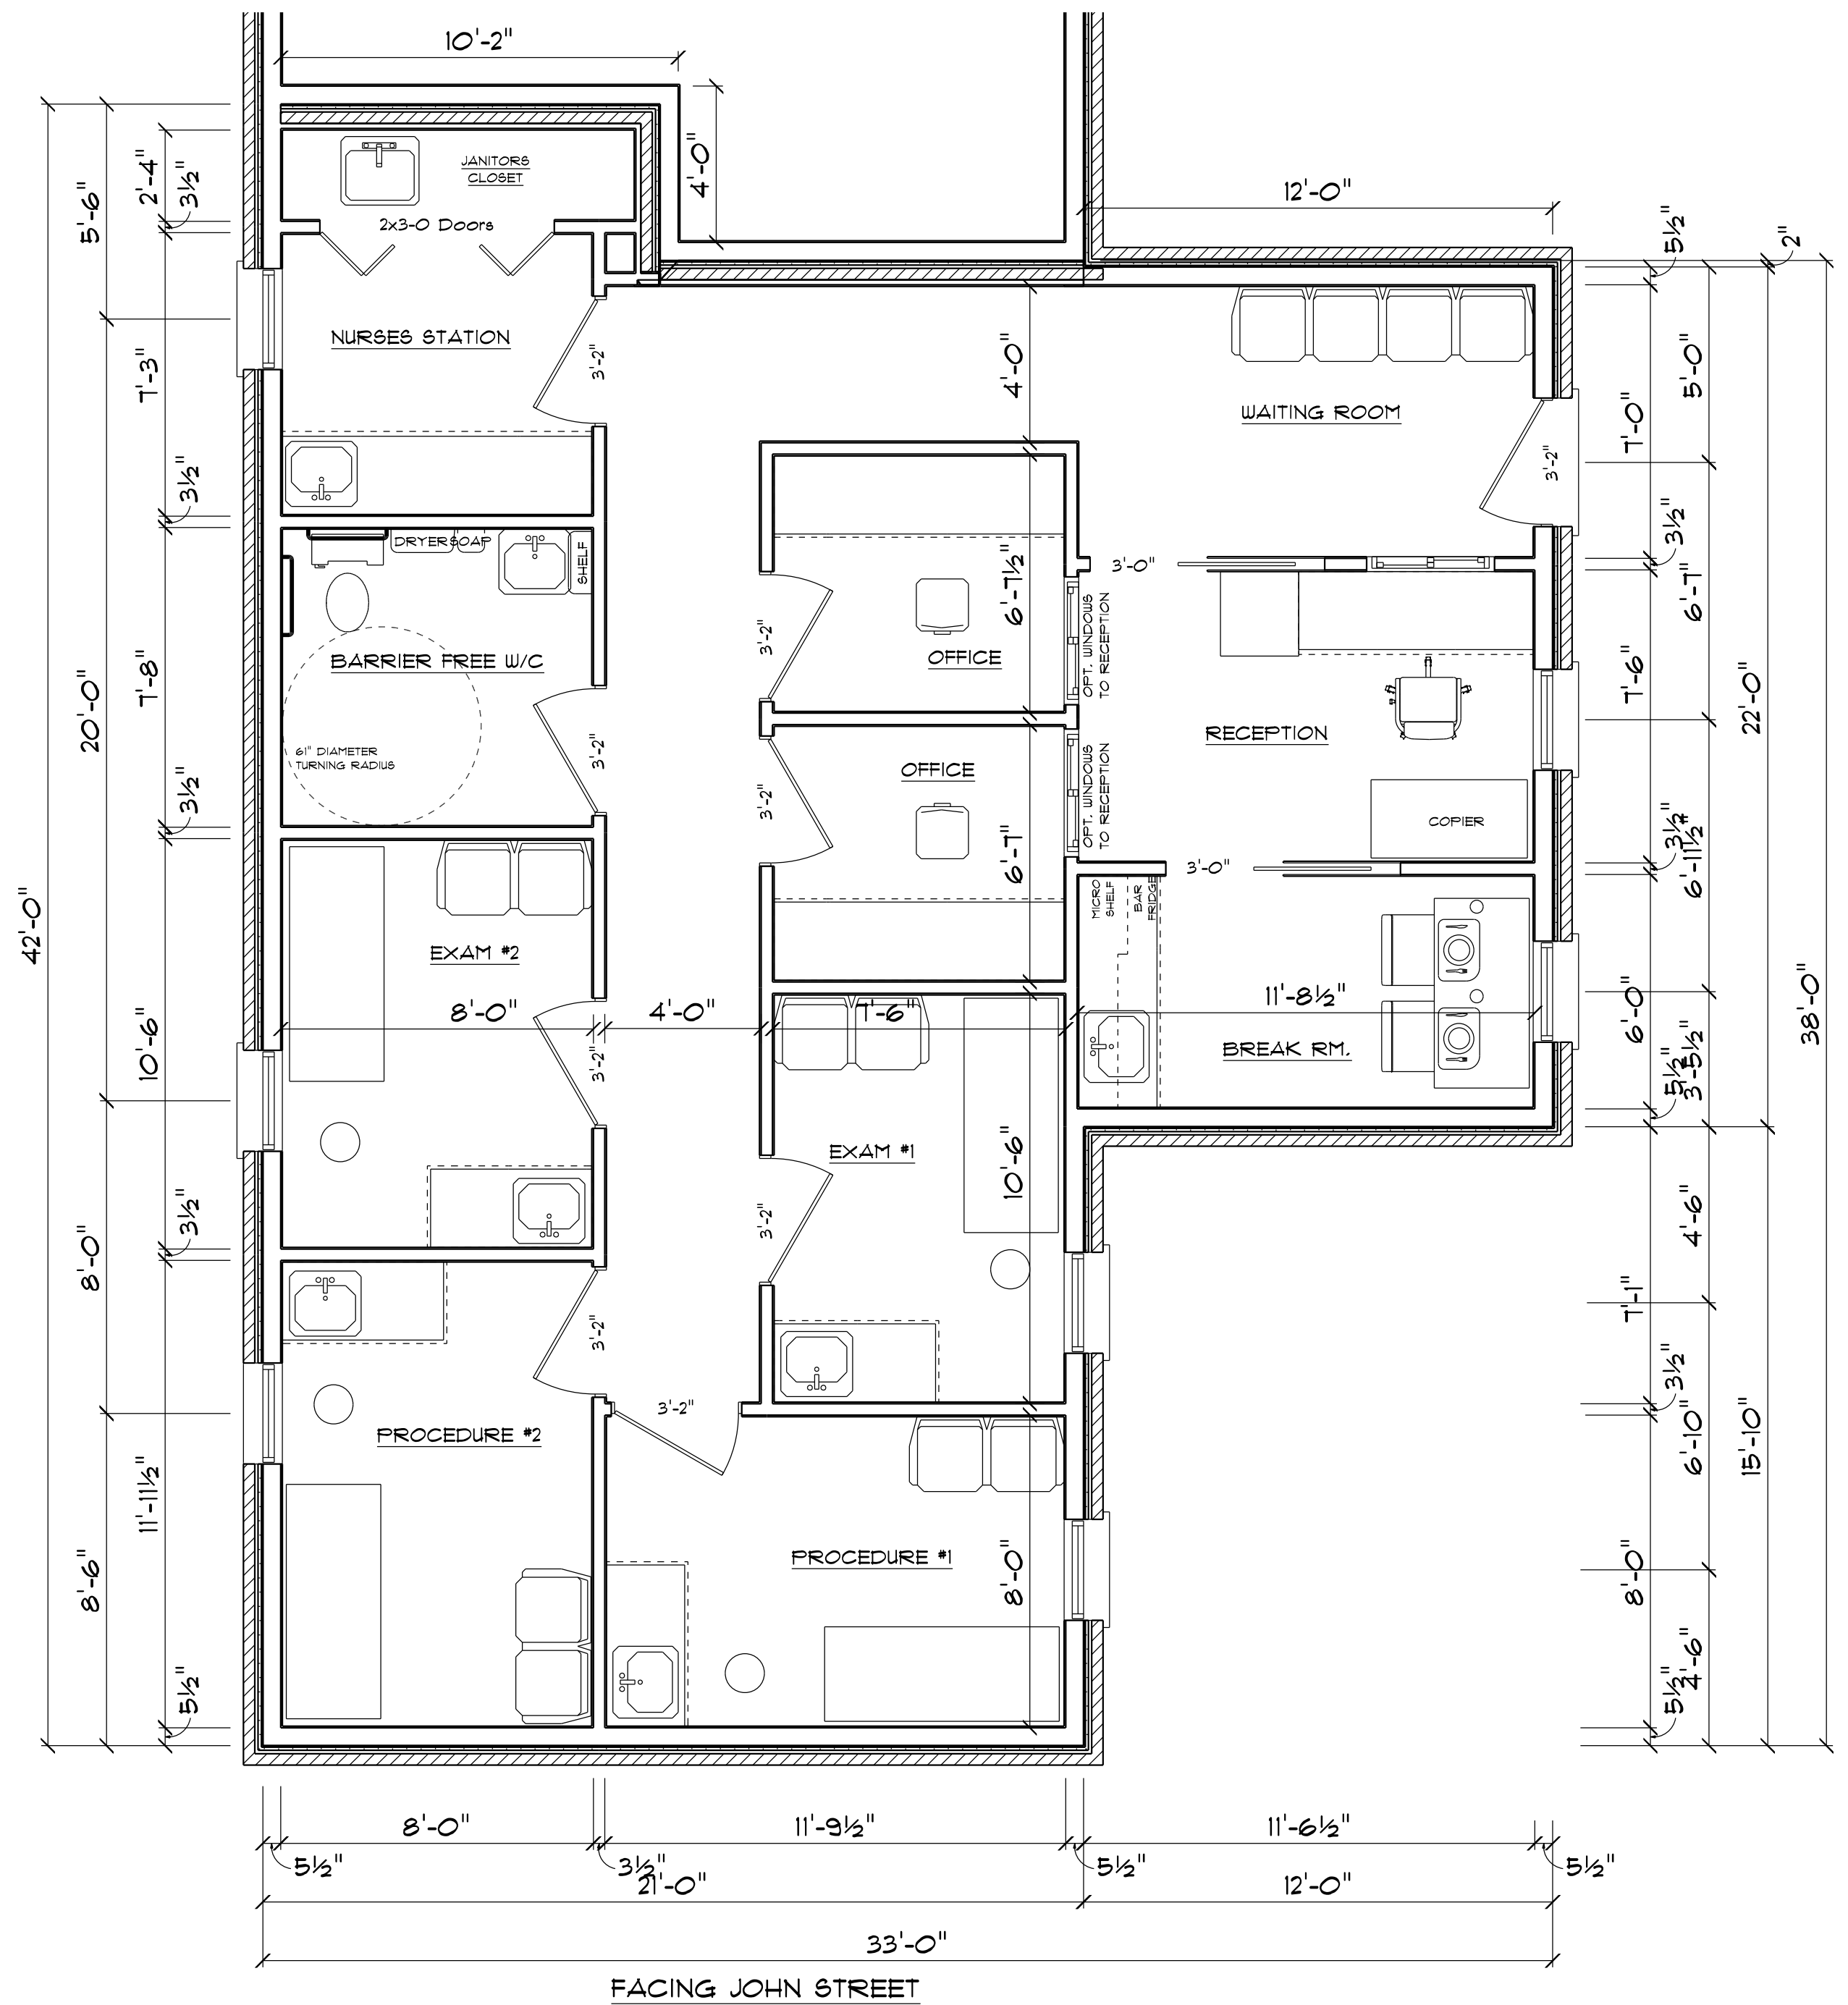 10'-2"
4'-0"
12'-0"
JANITORS
CLOSET
2x3-0 Doors
2'-4"
3½"
5'-6"
5½"
2"
NURSES STATION
3'-2"
7'-3"
4'-0"
WAITING ROOM
7'-0"
5'-0"
3'-2"
3½"
3½"
DRYER
SOAP
SHELF
3'-0"
6'-7½"
6'-7"
BARRIER FREE W/C
3'-2"
OFFICE
OPT. WINDOWS
TO RECEPTION
7'-8"
20'-0"
7'-6"
22'-0"
61" DIAMETER
TURNING RADIUS
3'-2"
3'-2"
OFFICE
OPT. WINDOWS
TO RECEPTION
RECEPTION
COPIER
3½"
6'-7"
3'-0"
3½"
6'-11½"
42'-0"
MICRO
SHELF
BAR
FRIDGE
EXAM #2
8'-0"
4'-0"
7'-6"
11'-8½"
6'-0"
38'-0"
10'-6"
3'-2"
BREAK RM.
5½"
3'-5½"
EXAM #1
10'-6"
3'-2"
4'-6"
3½"
8'-0"
7'-1"
3'-2"
3½"
3'-2"
PROCEDURE #2
6'-10"
15'-10"
11'-11½"
PROCEDURE #1
8'-0"
8'-0"
8'-6"
4'-6"
5½"
5½"
8'-0"
11'-9½"
11'-6½"
5½"
3½"
5½"
5½"
21'-0"
12'-0"
33'-0"
FACING JOHN STREET